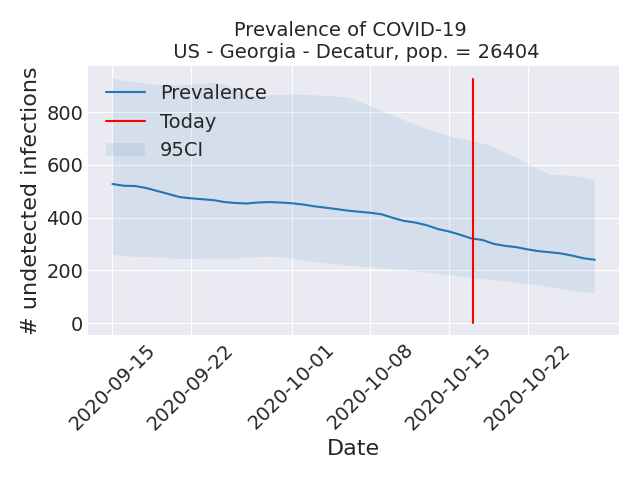 Prevalence of COVID-19
US - Georgia - Decatur, pop. = 26404
# undetected infections
800
600
400
200
0
Prevalence
Today
95CI
2020-09-15
2020-09-22
2020-10-01
2020-10-08
2020-10-15
2020-10-22
Date